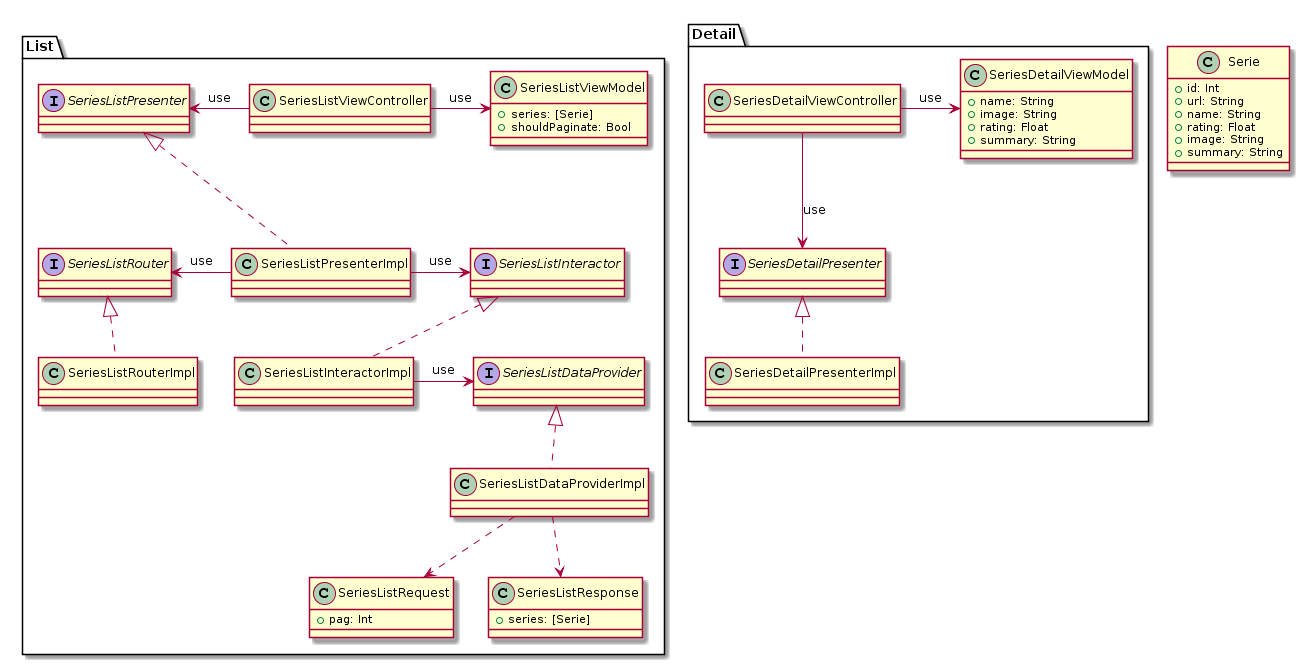 List
I SeriesListPresenter
use
C SeriesListViewController
use
C SeriesListViewModel
series: [Serie]
shouldPaginate: Bool
I SeriesListRouter
use
C SeriesListPresenterImpl
use
I SeriesListInteractor
C SeriesListRouterImpl
C SeriesListInteractorImpl
use
I SeriesListDataProvider
C SeriesListDataProviderImpl
C SeriesListRequest
pag: Int
C SeriesListResponse
series: [Serie]
Detail
C SeriesDetailViewController
use
C SeriesDetailViewModel
name: String
image: String
rating: Float
summary: String
use
I SeriesDetailPresenter
C SeriesDetailPresenterImpl
C Serie
id: Int
url: String
name: String
rating: Float
image: String
summary: String